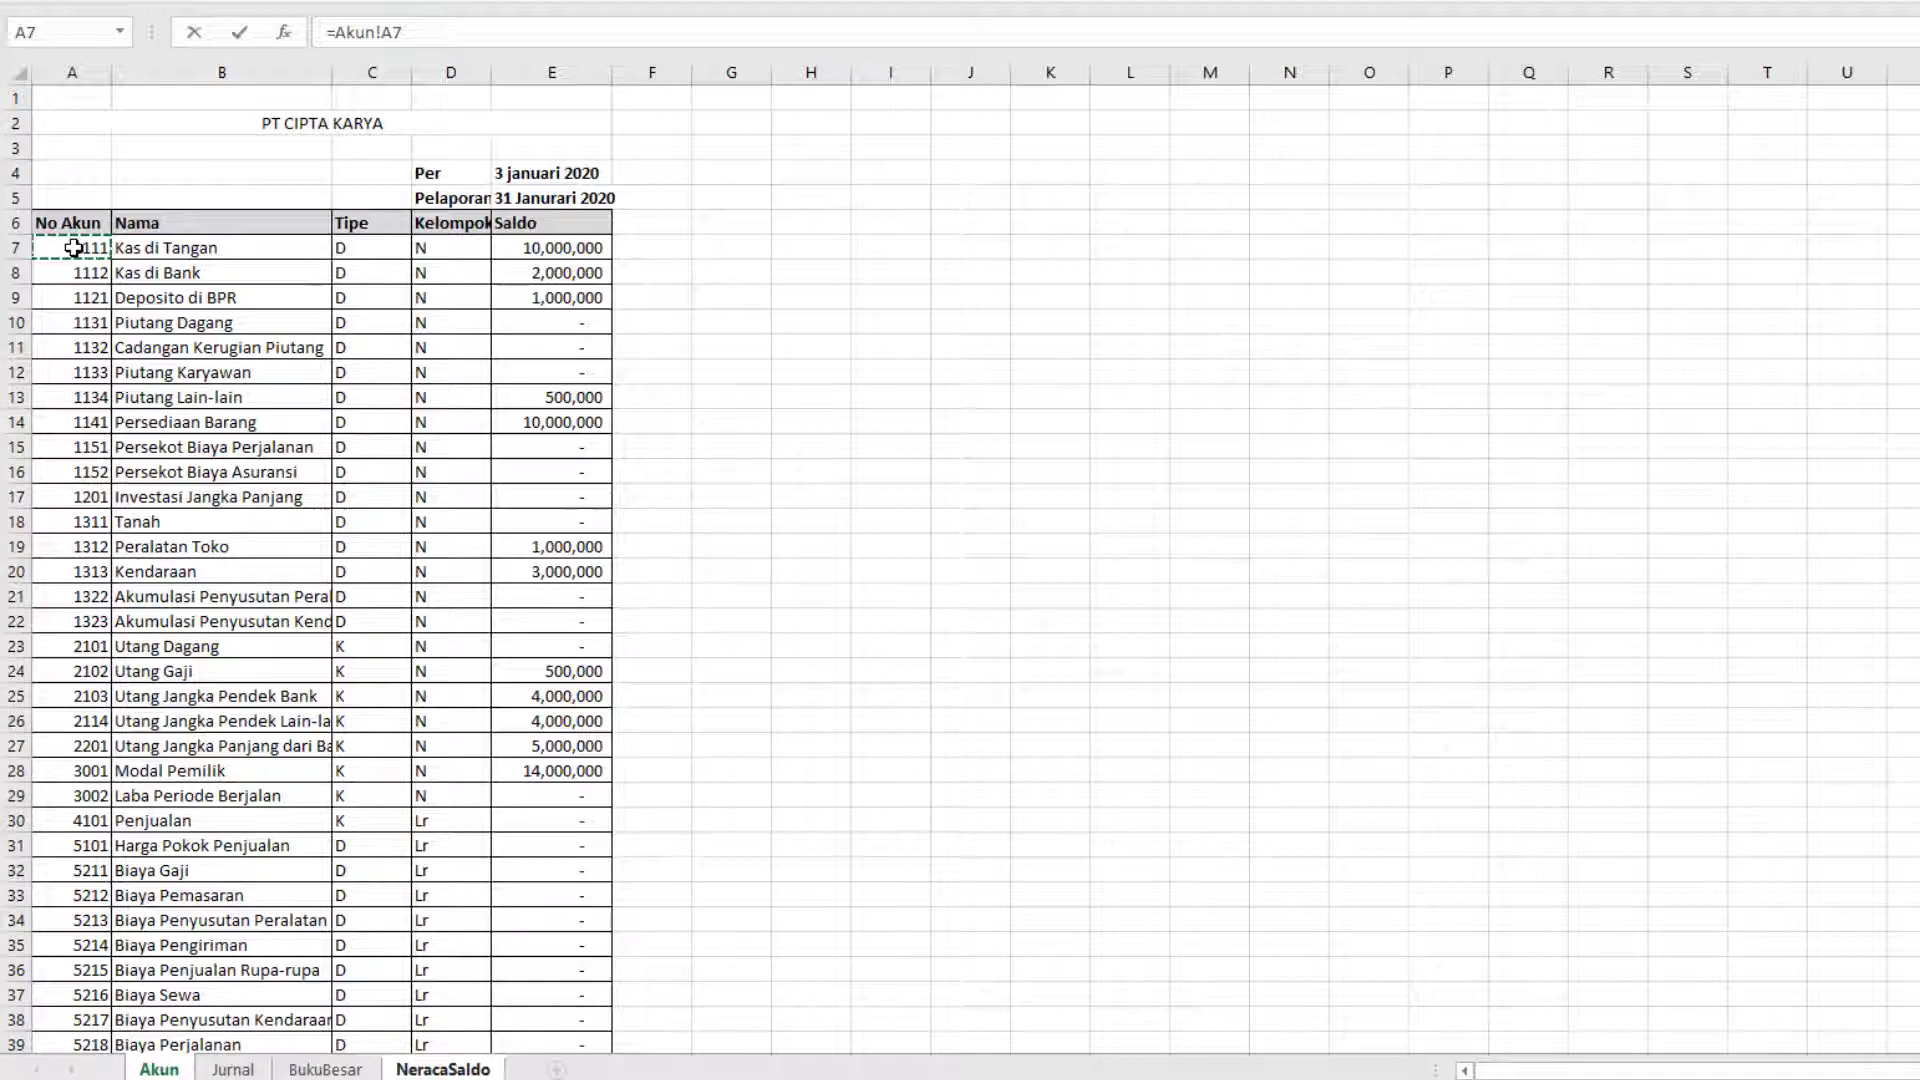 A7 =Akun!A7
A B C D E F G H I J K L M N O P Q R S T U
1
2 PT CIPTA KARYA
3
4 Per 3 januari 2020
5 Pelaporan 31 Janurari 2020
6 No Akun Nama Tipe Kelompok Saldo
7 111 Kas di Tangan D N 10,000,000
8 1112 Kas di Bank D N 2,000,000
9 1121 Deposito di BPR D N 1,000,000
10 1131 Piutang Dagang D N -
11 1132 Cadangan Kerugian Piutang D N -
12 1133 Piutang Karyawan D N -
13 1134 Piutang Lain-lain D N 500,000
14 1141 Persediaan Barang D N 10,000,000
15 1151 Persekot Biaya Perjalanan D N -
16 1152 Persekot Biaya Asuransi D N -
17 1201 Investasi Jangka Panjang D N -
18 1311 Tanah D N -
19 1312 Peralatan Toko D N 1,000,000
20 1313 Kendaraan D N 3,000,000
21 1322 Akumulasi Penyusutan Peral D N -
22 1323 Akumulasi Penyusutan Kend D N -
23 2101 Utang Dagang K N -
24 2102 Utang Gaji K N 500,000
25 2103 Utang Jangka Pendek Bank K N 4,000,000
26 2114 Utang Jangka Pendek Lain-la K N 4,000,000
27 2201 Utang Jangka Panjang dari Ba K N 5,000,000
28 3001 Modal Pemilik K N 14,000,000
29 3002 Laba Periode Berjalan K N -
30 4101 Penjualan K Lr -
31 5101 Harga Pokok Penjualan D Lr -
32 5211 Biaya Gaji D Lr -
33 5212 Biaya Pemasaran D Lr -
34 5213 Biaya Penyusutan Peralatan D Lr -
35 5214 Biaya Pengiriman D Lr -
36 5215 Biaya Penjualan Rupa-rupa D Lr -
37 5216 Biaya Sewa D Lr -
38 5217 Biaya Penyusutan Kendaraan D Lr -
39 5218 Biaya Perjalanan D Lr -
Akun Jurnal BukuBesar NeracaSaldo